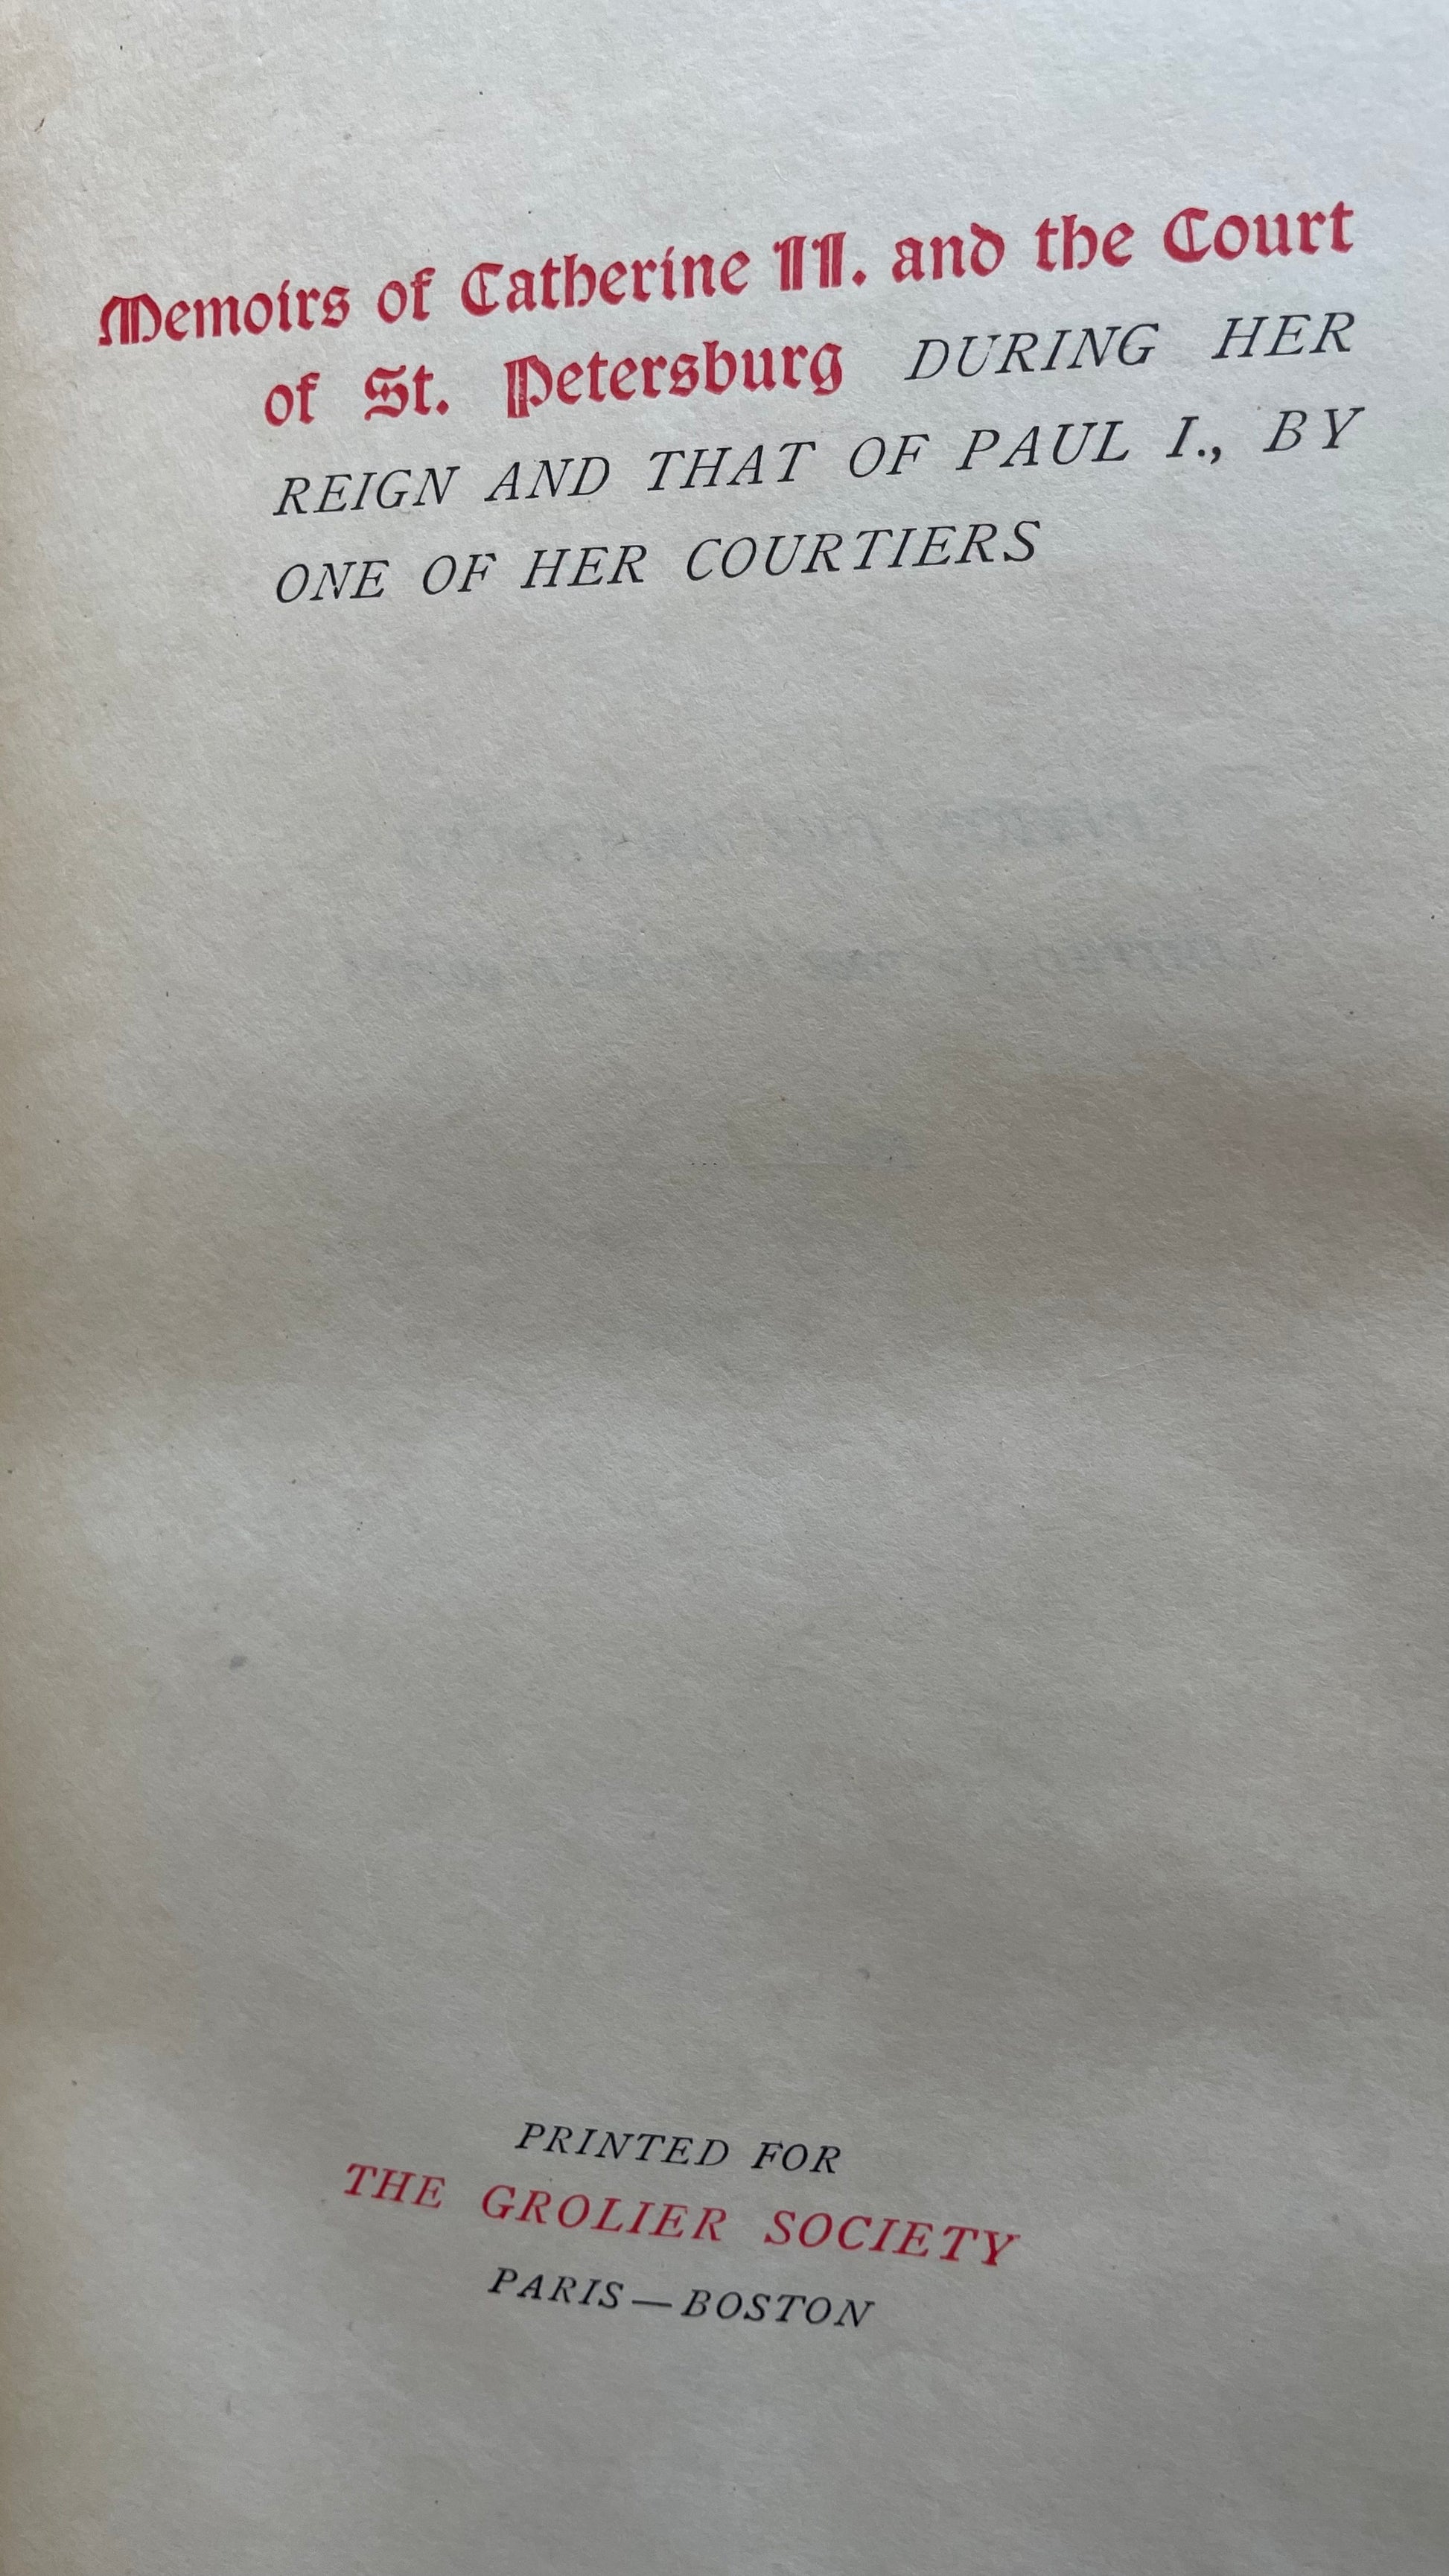 Memoirs of Catherine II. and the Court
of St. Petersburg DURING HER
REIGN AND THAT OF PAUL I., BY
ONE OF HER COURTIERS
PRINTED FOR
THE GROLIER SOCIETY
PARIS—BOSTON